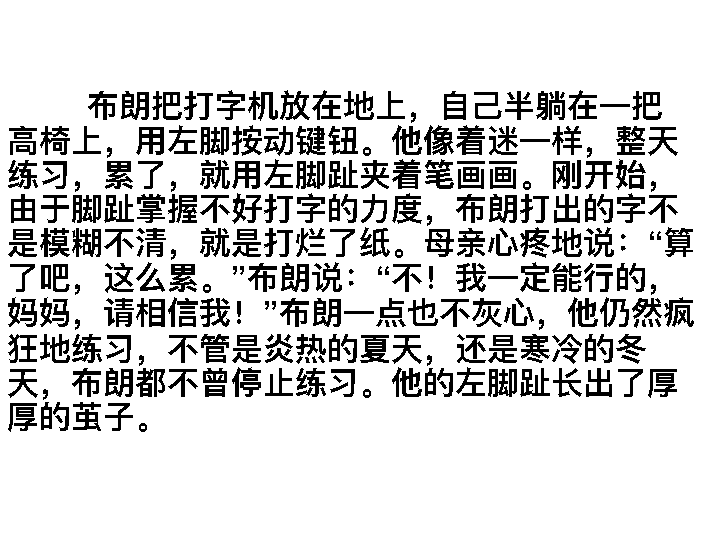 布朗把打字机放在地上，自己半躺在一把
高椅上，用左脚按动键钮。他像着迷一样，整天
练习，累了，就用左脚趾夹着笔画画。刚开始，
由于脚趾掌握不好打字的力度，布朗打出的字不
是模糊不清，就是打烂了纸。母亲心疼地说：“算
了吧，这么累。”布朗说：“不！我一定能行的，
妈妈，请相信我！”布朗一点也不灰心，他仍然疯
狂地练习，不管是炎热的夏天，还是寒冷的冬
天，布朗都不曾停止练习。他的左脚趾长出了厚
厚的茧子。